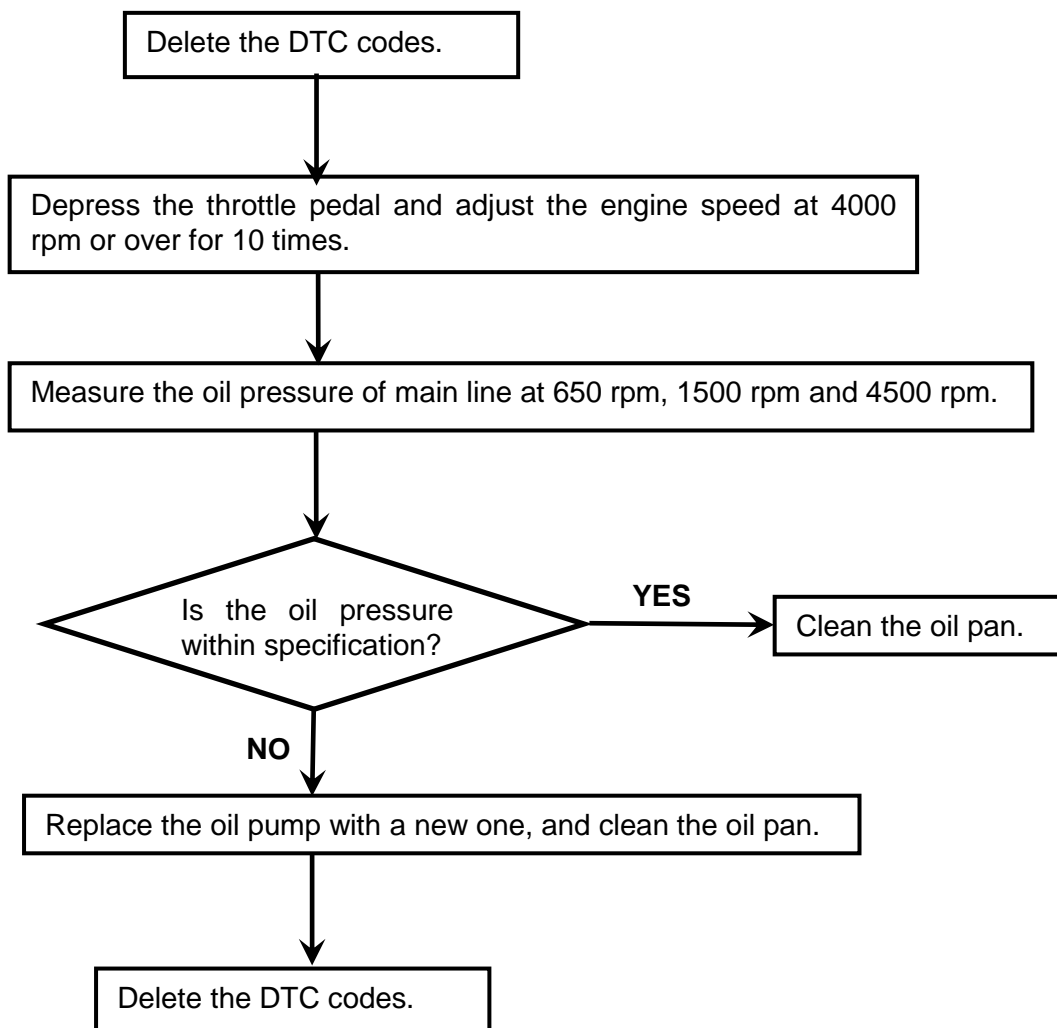 Delete the DTC codes.
Depress the throttle pedal and adjust the engine speed at 4000
rpm or over for 10 times.
Measure the oil pressure of main line at 650 rpm, 1500 rpm and 4500 rpm.
Is the oil pressure
within specification?
YES
Clean the oil pan.
NO
Replace the oil pump with a new one, and clean the oil pan.
Delete the DTC codes.